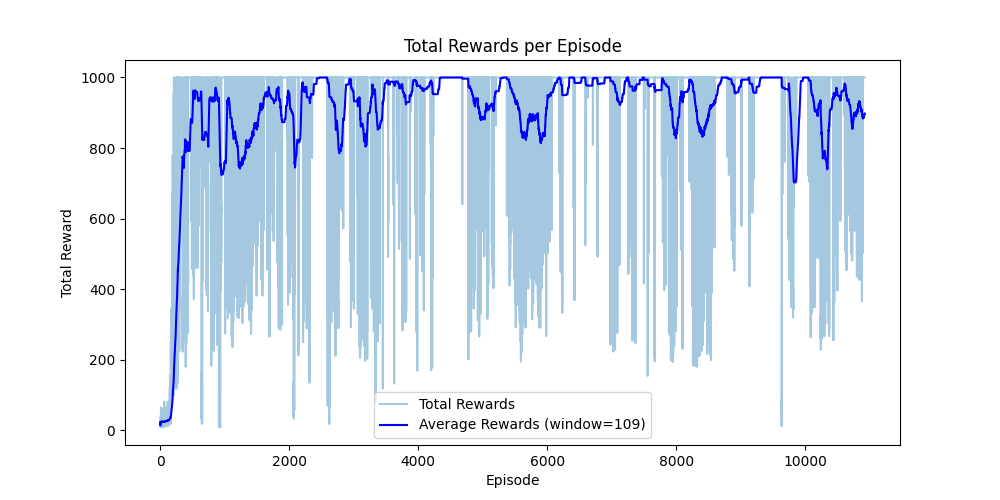 Total Rewards per Episode
1000
800
600
400
200
0
Total Reward
Total Rewards
Average Rewards (window=109)
0 2000 4000 6000 8000 10000
Episode